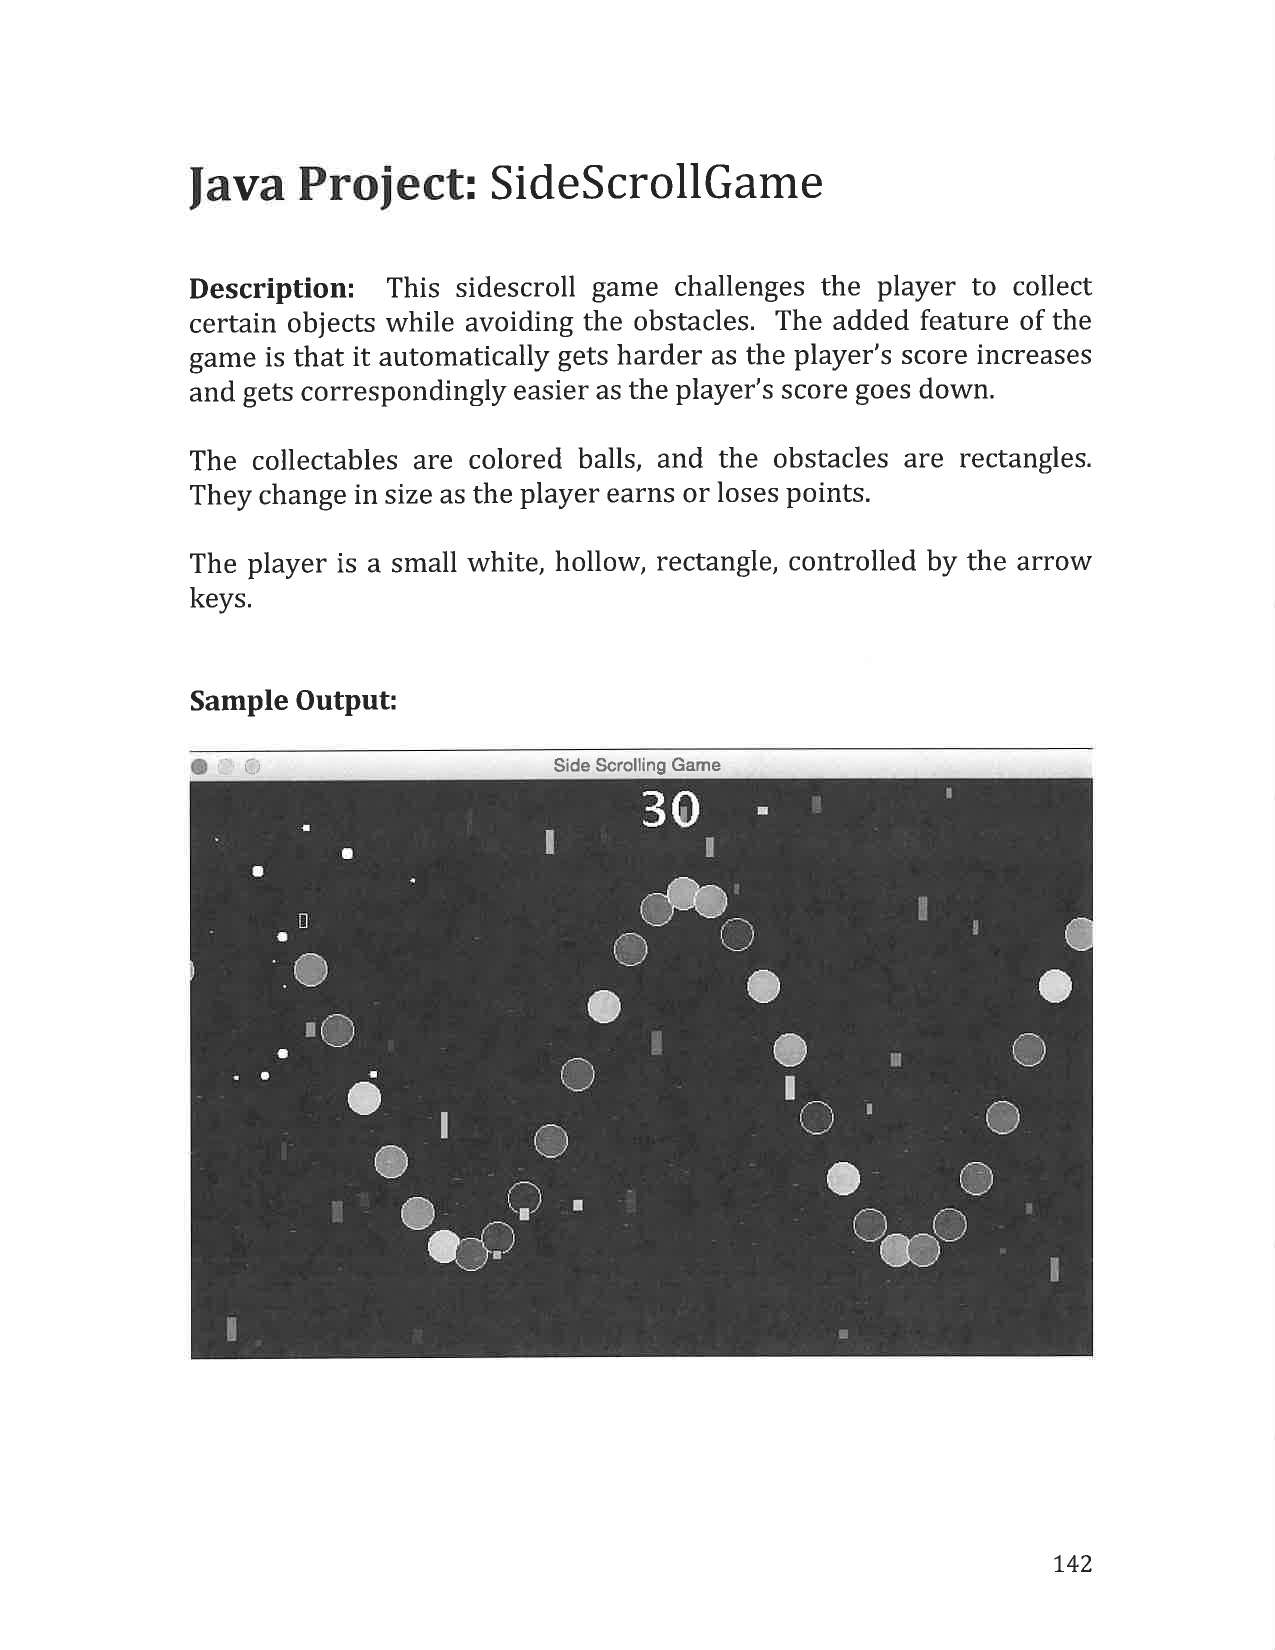 Java Project: SideScrollGame
Description: This sidescroll game challenges the player to collect
certain objects while avoiding the obstacles. The added feature of the
game is that it automatically gets harder as the player's score increases
and gets correspondingly easier as the player's score goes down.
The collectables are colored balls, and the obstacles are rectangles.
They change in size as the player earns or loses points.
The player is a small white, hollow, rectangle, controlled by the arrow
keys.
Sample Output:
Side Scrolling Game
30
142